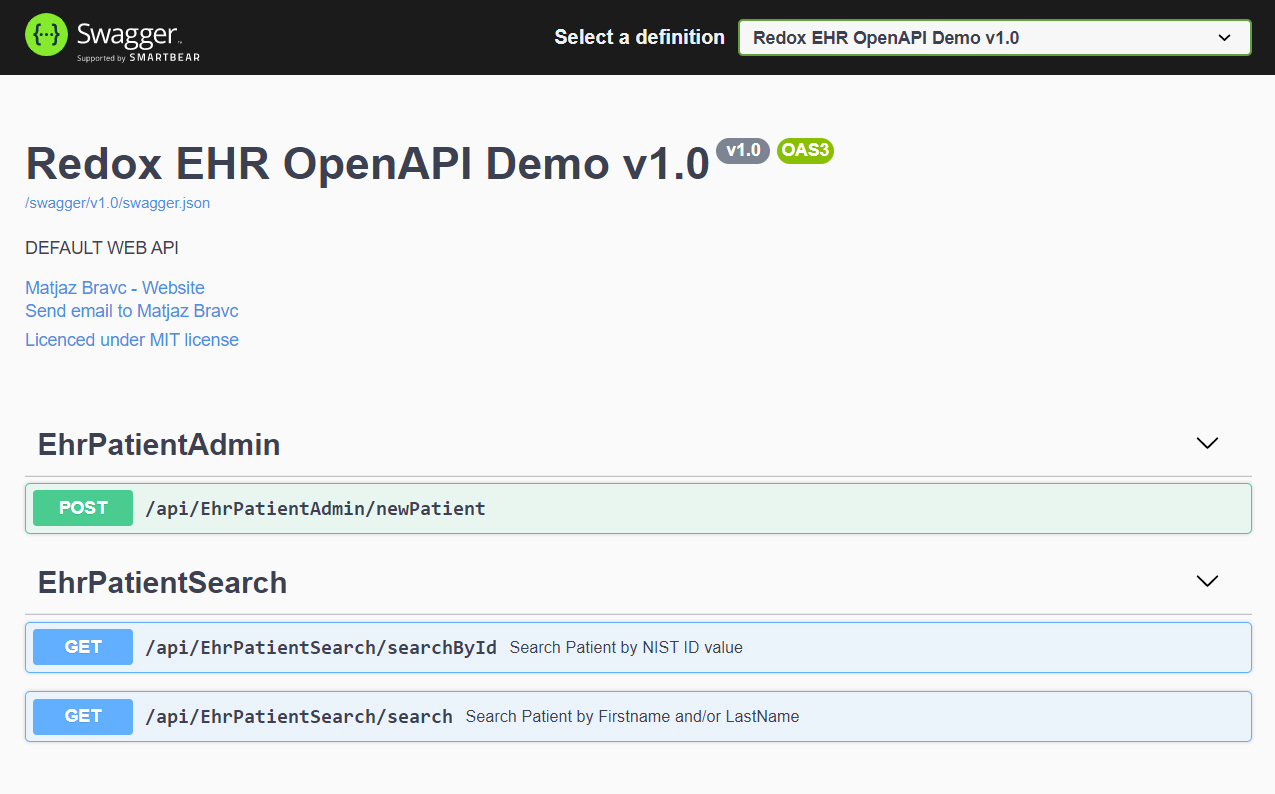 {···} Swagger™
Supported by SMARTBEAR
Select a definition
Redox EHR OpenAPI Demo v1.0
Redox EHR OpenAPI Demo v1.0 v1.0 OAS3
/swagger/v1.0/swagger.json
DEFAULT WEB API
Matjaz Bravc - Website
Send email to Matjaz Bravc
Licenced under MIT license
EhrPatientAdmin
POST /api/EhrPatientAdmin/newPatient
EhrPatientSearch
GET /api/EhrPatientSearch/searchById Search Patient by NIST ID value
GET /api/EhrPatientSearch/search Search Patient by Firstname and/or LastName